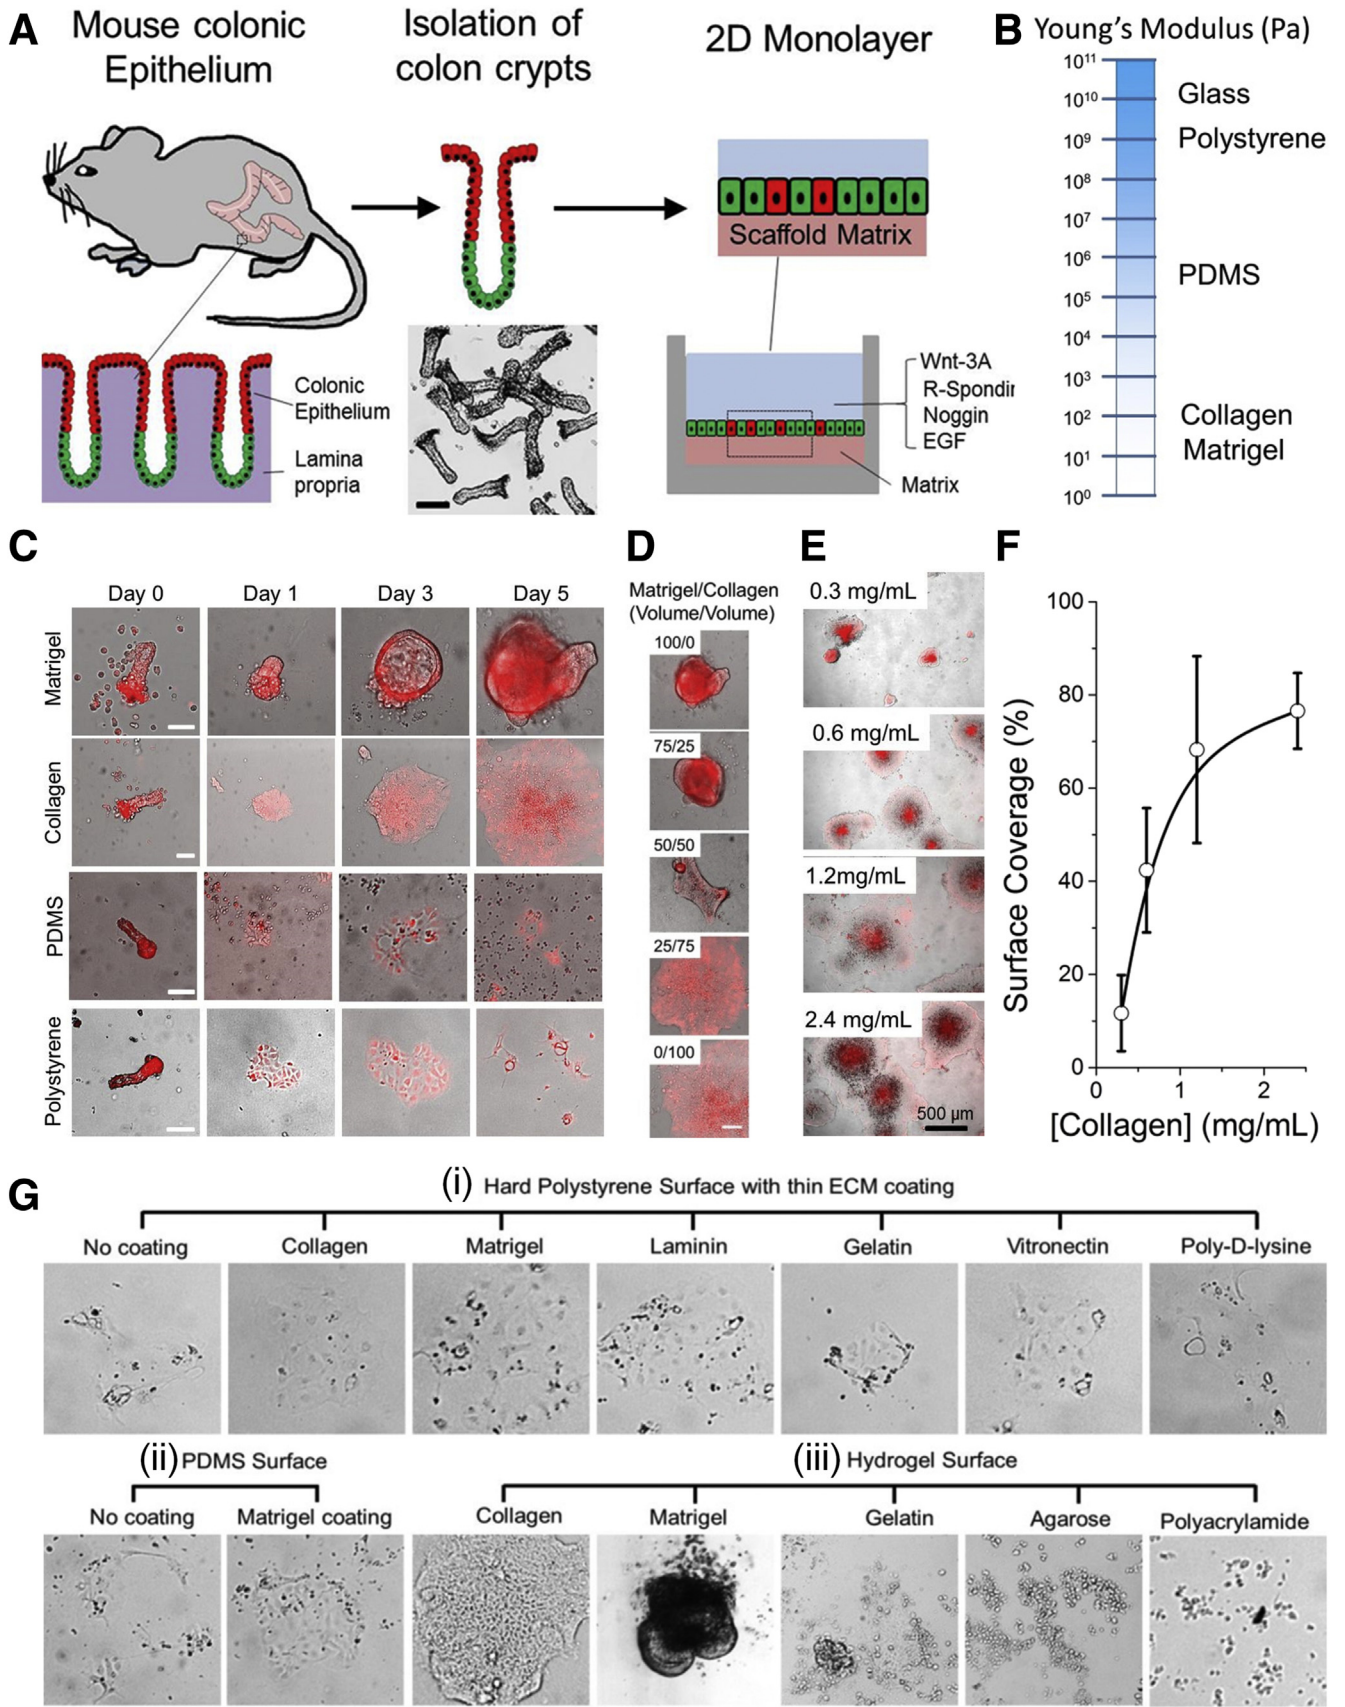 A
Mouse colonic
Epithelium
Isolation of
colon crypts
2D Monolayer
Scaffold Matrix
Colonic
Epithelium
Lamina
propria
Wnt-3A
R-Spondin
Noggin
EGF
Matrix
B
Young's Modulus (Pa)
10¹¹
10¹⁰
10⁹
10⁸
10⁷
10⁶
10⁵
10⁴
10³
10²
10¹
10⁰
Glass
Polystyrene
PDMS
Collagen
Matrigel
C
Day 0
Day 1
Day 3
Day 5
Matrigel
Collagen
PDMS
Polystyrene
D
Matrigel/Collagen
(Volume/Volume)
100/0
75/25
50/50
25/75
0/100
E
0.3 mg/mL
0.6 mg/mL
1.2mg/mL
2.4 mg/mL
500 µm
F
Surface Coverage (%)
100
80
60
40
20
0
0
1
2
[Collagen] (mg/mL)
G
(i) Hard Polystyrene Surface with thin ECM coating
No coating
Collagen
Matrigel
Laminin
Gelatin
Vitronectin
Poly-D-lysine
(ii) PDMS Surface
(iii) Hydrogel Surface
No coating
Matrigel coating
Collagen
Matrigel
Gelatin
Agarose
Polyacrylamide